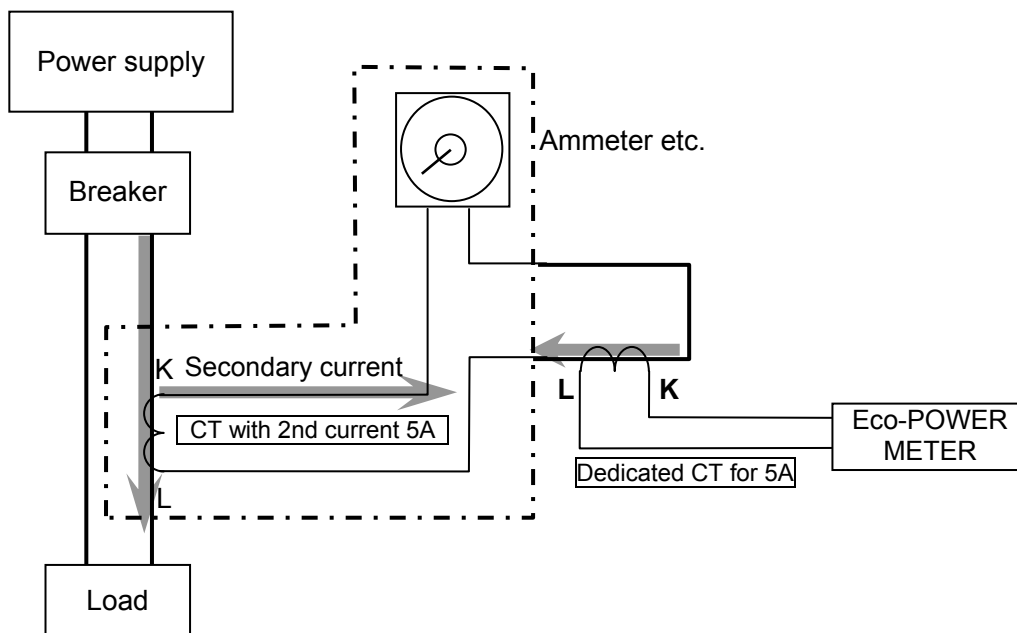 Power supply
Breaker
Ammeter etc.
K
Secondary current
CT with 2nd current 5A
L
L
K
Eco-POWER
METER
Dedicated CT for 5A
Load